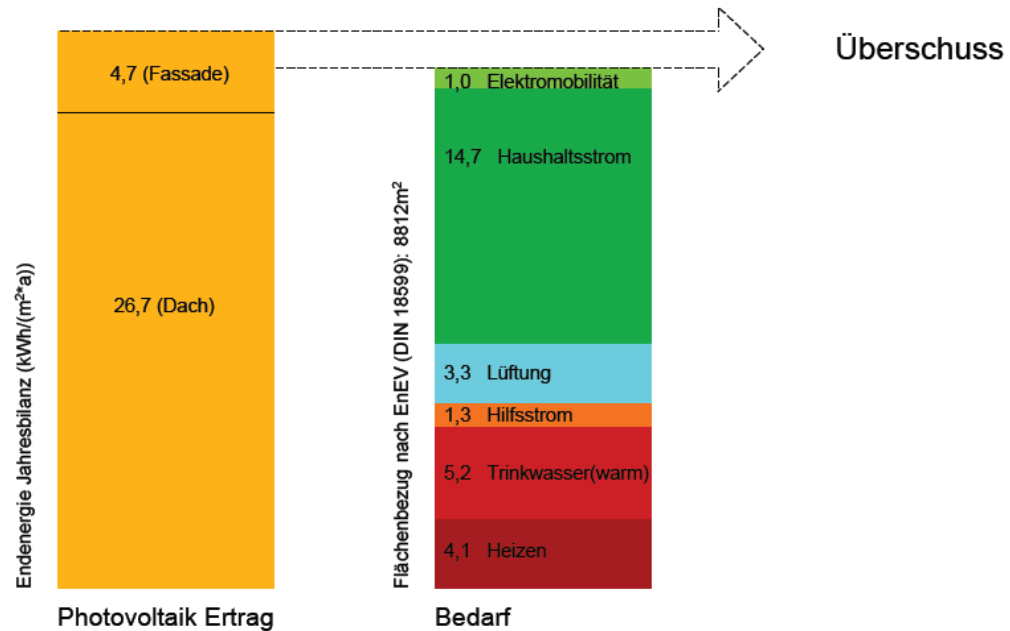 Überschuss
Endenergie Jahresbilanz (kWh/(m²*a))
4,7 (Fassade)
26,7 (Dach)
Photovoltaik Ertrag
Flächenbezug nach EnEV (DIN 18599): 8812m²
1,0 Elektromobilität
14,7 Haushaltsstrom
3,3 Lüftung
1,3 Hilfsstrom
5,2 Trinkwasser(warm)
4,1 Heizen
Bedarf